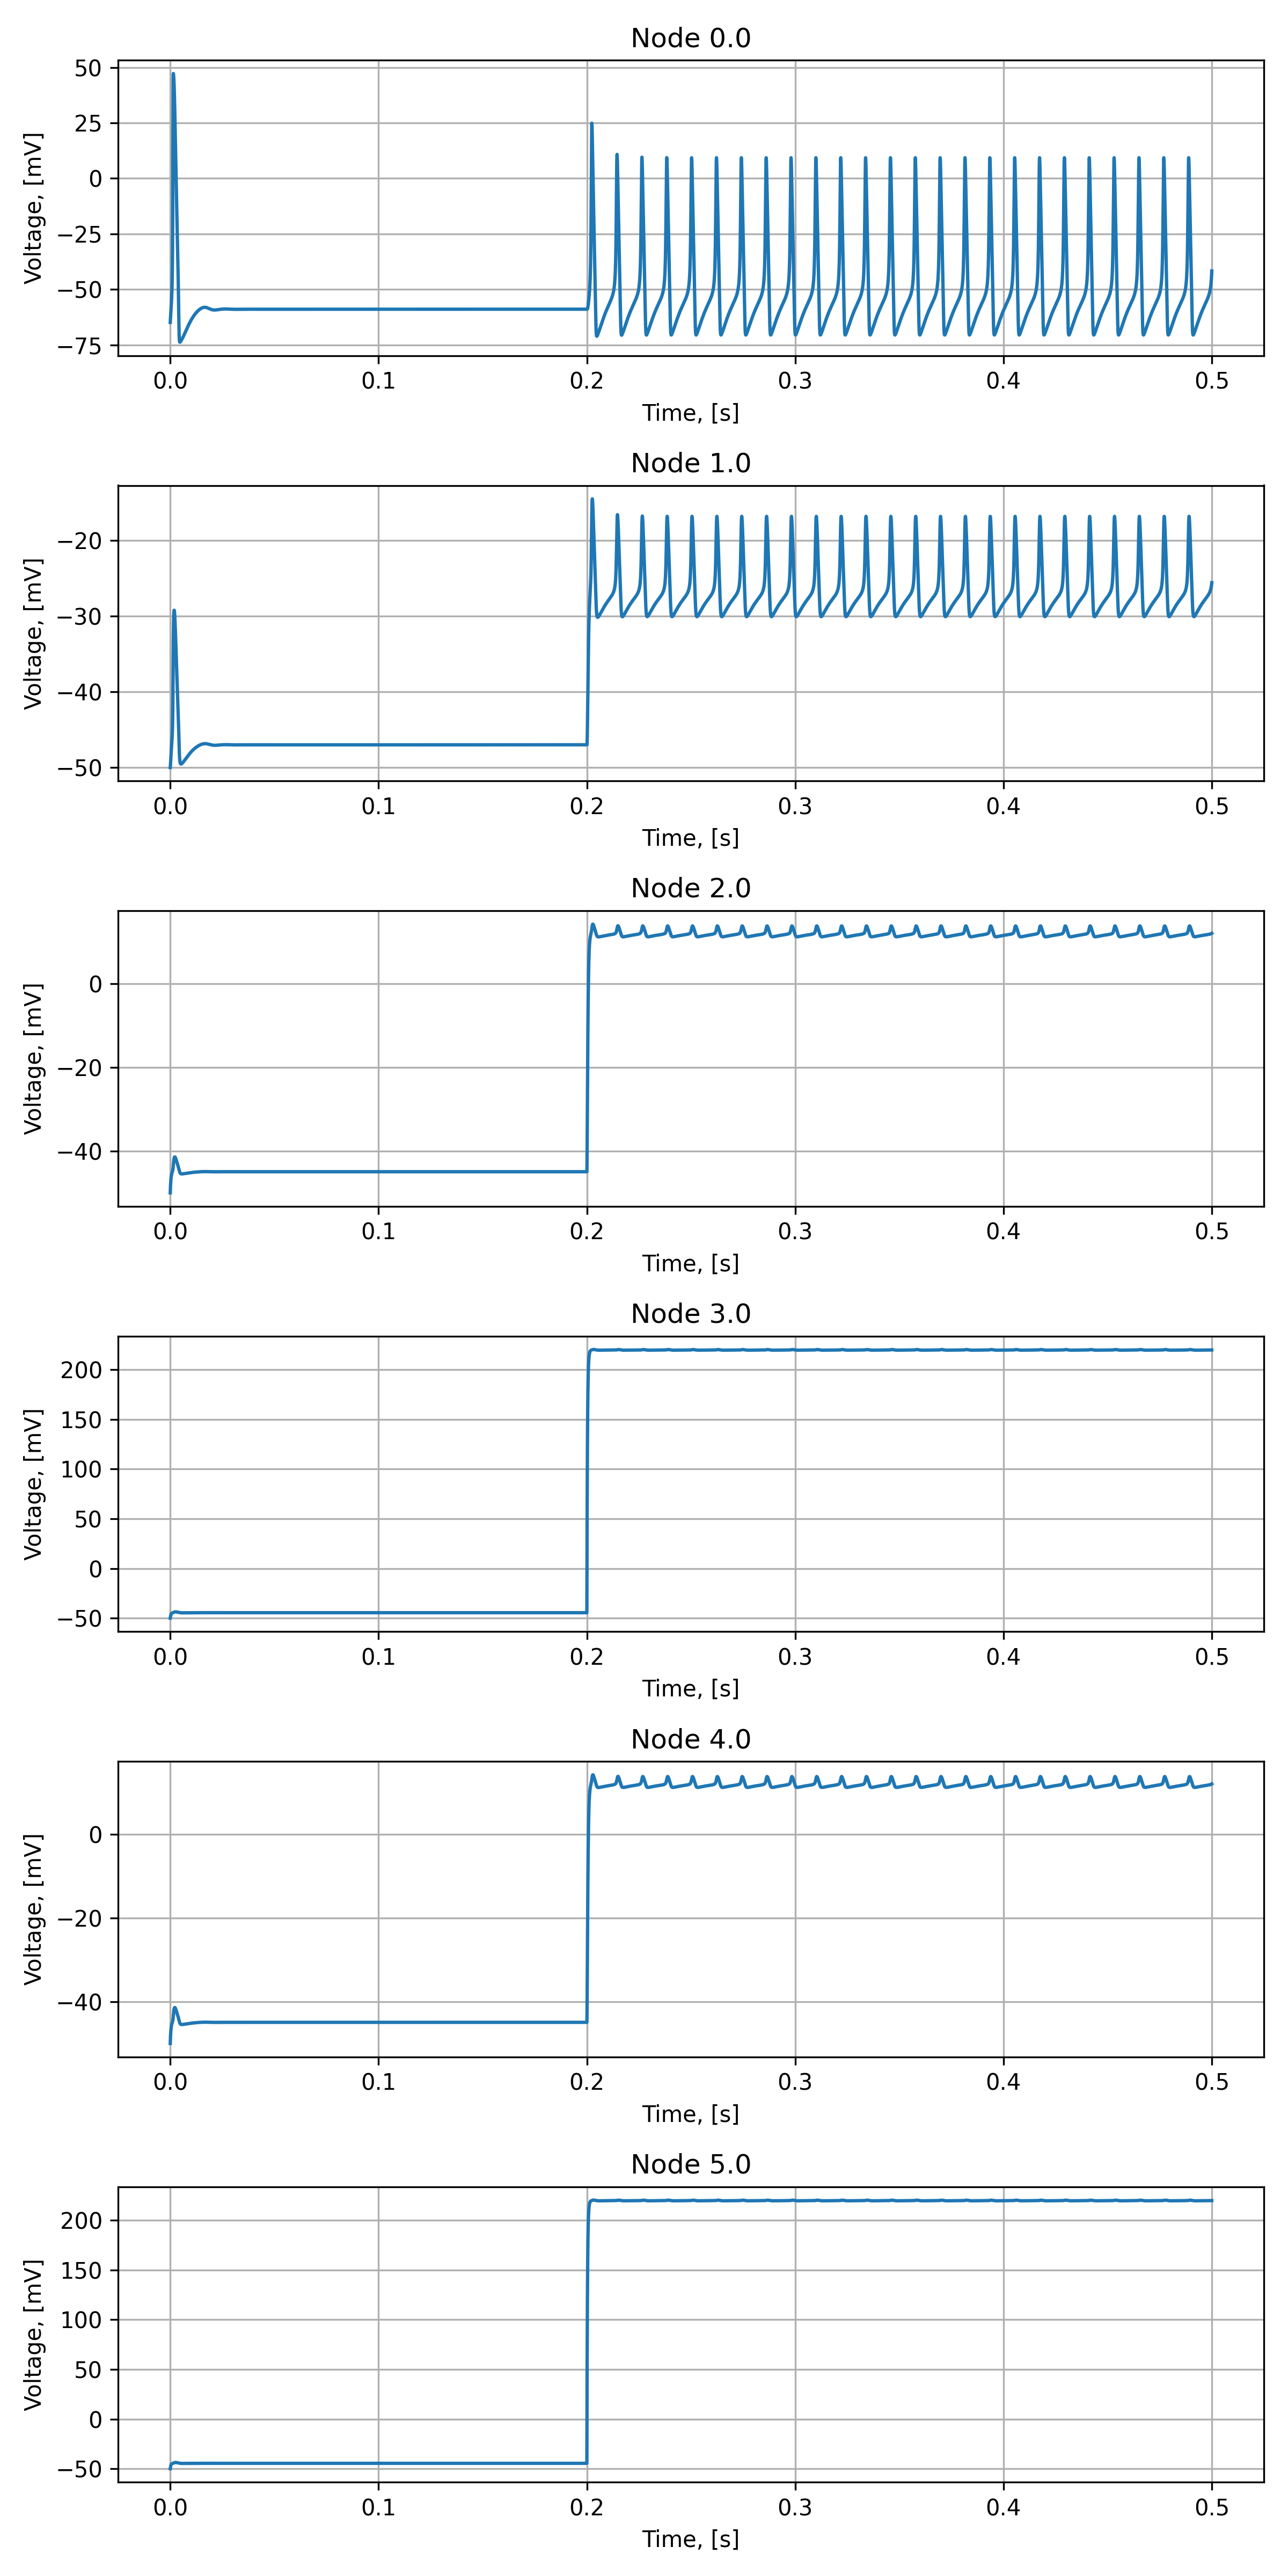 Node 0.0
50
25
0
−25
−50
−75
Voltage, [mV]
0.0 0.1 0.2 0.3 0.4 0.5
Time, [s]
Node 1.0
−20
−30
−40
−50
Voltage, [mV]
0.0 0.1 0.2 0.3 0.4 0.5
Time, [s]
Node 2.0
0
−20
−40
Voltage, [mV]
0.0 0.1 0.2 0.3 0.4 0.5
Time, [s]
Node 3.0
200
150
100
50
0
−50
Voltage, [mV]
0.0 0.1 0.2 0.3 0.4 0.5
Time, [s]
Node 4.0
0
−20
−40
Voltage, [mV]
0.0 0.1 0.2 0.3 0.4 0.5
Time, [s]
Node 5.0
200
150
100
50
0
−50
Voltage, [mV]
0.0 0.1 0.2 0.3 0.4 0.5
Time, [s]